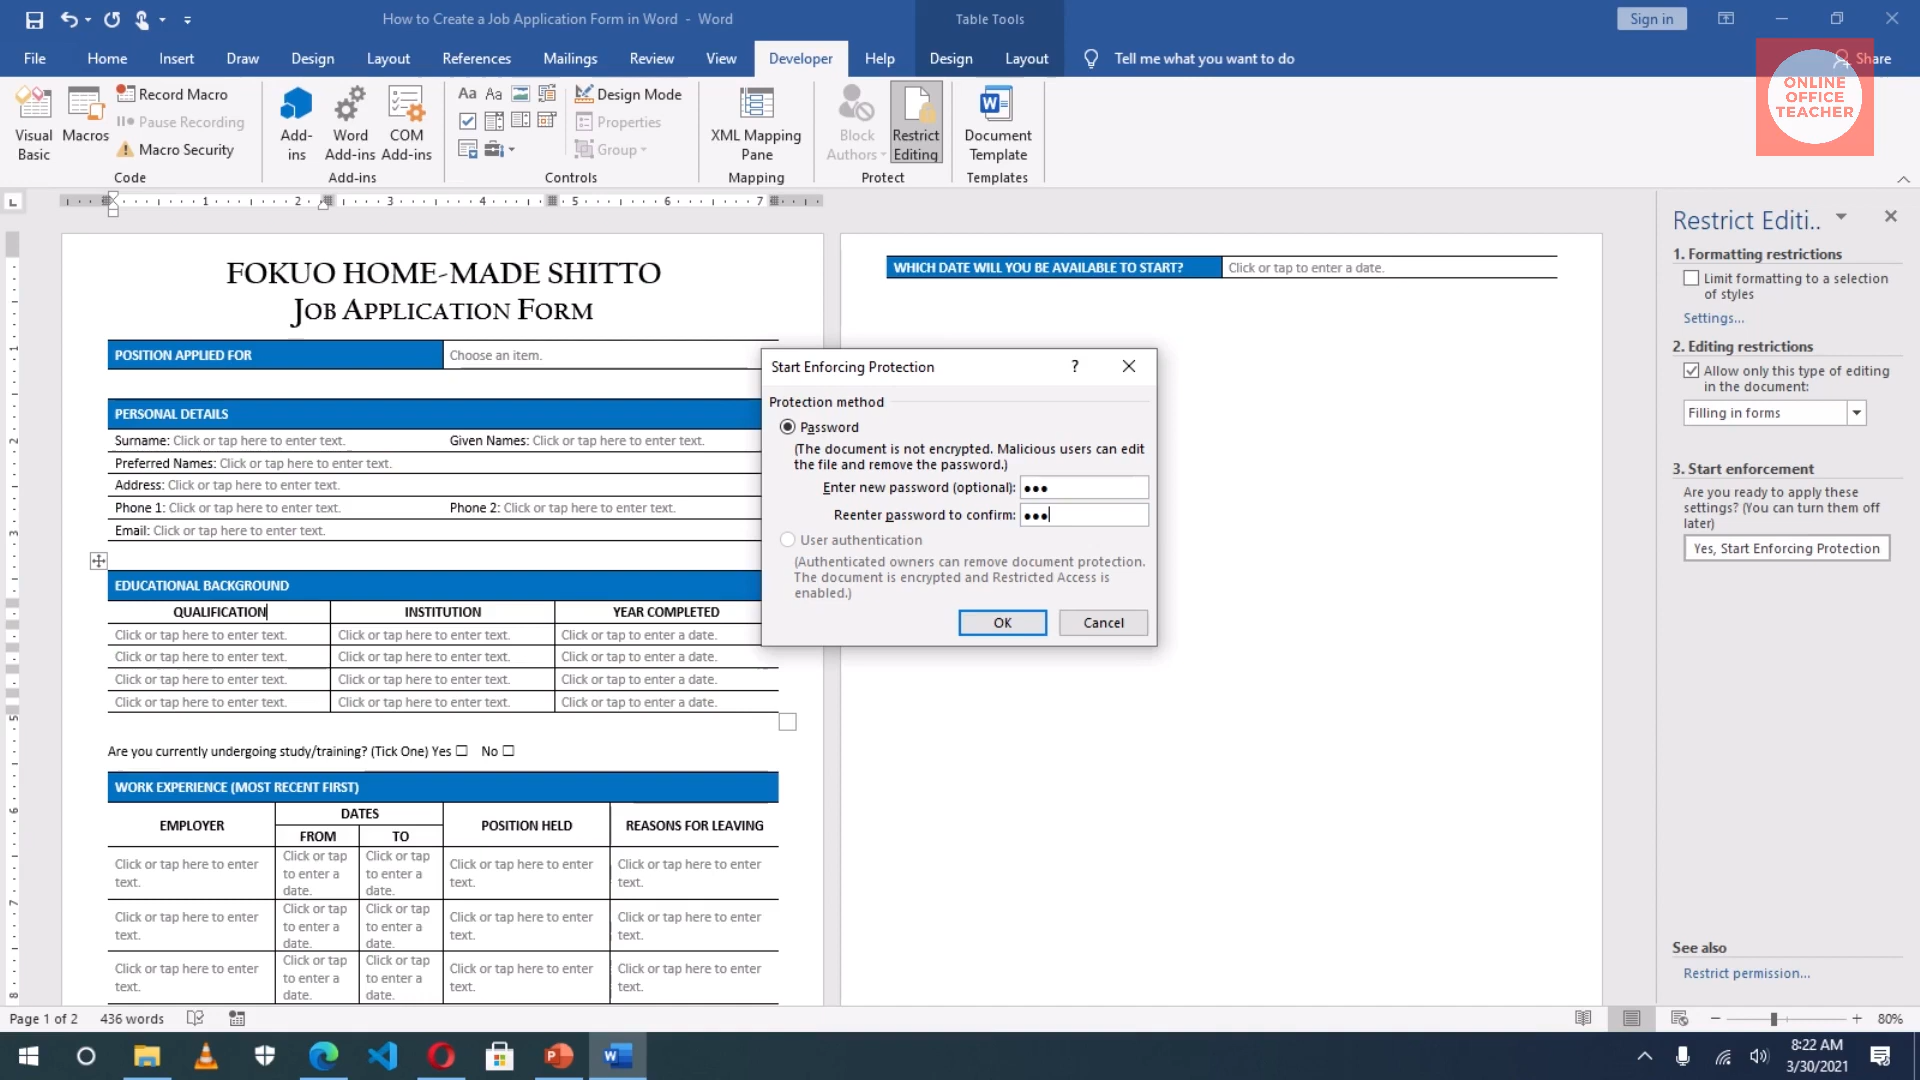 How to Create a Job Application Form in Word - Word
Table Tools
Sign in
File
Home
Insert
Draw
Design
Layout
References
Mailings
Review
View
Developer
Help
Design
Layout
Tell me what you want to do
Share
ONLINE
OFFICE
TEACHER
Visual
Basic
Macros
Record Macro
Pause Recording
Macro Security
Code
Add-
ins
Word
Add-ins
COM
Add-ins
Add-ins
Aa Aa
Design Mode
Properties
Group
Controls
XML Mapping
Pane
Mapping
Block
Authors
Restrict
Editing
Protect
Document
Template
Templates
1 2 3 4 5 6 7
FOKUO HOME-MADE SHITTO
JOB APPLICATION FORM
POSITION APPLIED FOR
Choose an item.
PERSONAL DETAILS
Surname: Click or tap here to enter text.
Given Names: Click or tap here to enter text.
Preferred Names: Click or tap here to enter text.
Address: Click or tap here to enter text.
Phone 1: Click or tap here to enter text.
Phone 2: Click or tap here to enter text.
Email: Click or tap here to enter text.
EDUCATIONAL BACKGROUND
QUALIFICATION
INSTITUTION
YEAR COMPLETED
Click or tap here to enter text.
Click or tap here to enter text.
Click or tap to enter a date.
Click or tap here to enter text.
Click or tap here to enter text.
Click or tap to enter a date.
Click or tap here to enter text.
Click or tap here to enter text.
Click or tap to enter a date.
Click or tap here to enter text.
Click or tap here to enter text.
Click or tap to enter a date.
Are you currently undergoing study/training? (Tick One) Yes ☐ No ☐
WORK EXPERIENCE (MOST RECENT FIRST)
EMPLOYER
DATES
FROM
TO
POSITION HELD
REASONS FOR LEAVING
Click or tap here to enter
text.
Click or tap
to enter a
date.
Click or tap
to enter a
date.
Click or tap here to enter
text.
Click or tap here to enter
text.
Click or tap here to enter
text.
Click or tap
to enter a
date.
Click or tap
to enter a
date.
Click or tap here to enter
text.
Click or tap here to enter
text.
Click or tap here to enter
text.
Click or tap
to enter a
date.
Click or tap
to enter a
date.
Click or tap here to enter
text.
Click or tap here to enter
text.
WHICH DATE WILL YOU BE AVAILABLE TO START?
Click or tap to enter a date.
Start Enforcing Protection
?
Protection method
Password
(The document is not encrypted. Malicious users can edit
the file and remove the password.)
Enter new password (optional): •••
Reenter password to confirm: •••
User authentication
(Authenticated owners can remove document protection.
The document is encrypted and Restricted Access is
enabled.)
OK
Cancel
Restrict Editi..
1. Formatting restrictions
Limit formatting to a selection
of styles
Settings...
2. Editing restrictions
Allow only this type of editing
in the document:
Filling in forms
3. Start enforcement
Are you ready to apply these
settings? (You can turn them off
later)
Yes, Start Enforcing Protection
See also
Restrict permission...
Page 1 of 2
436 words
80%
8:22 AM
3/30/2021